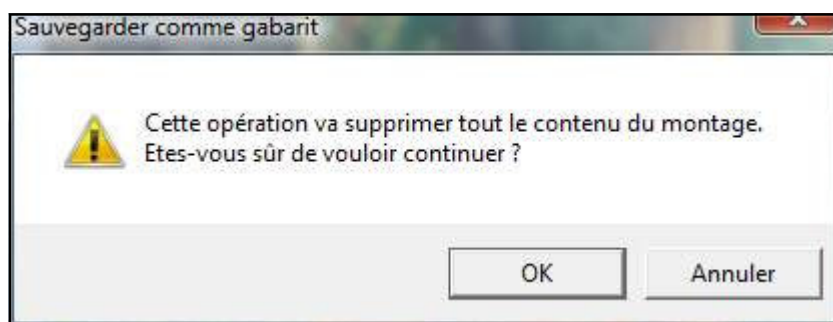 Sauvegarder comme gabarit
Cette opération va supprimer tout le contenu du montage.
Etes-vous sûr de vouloir continuer ?
OK
Annuler